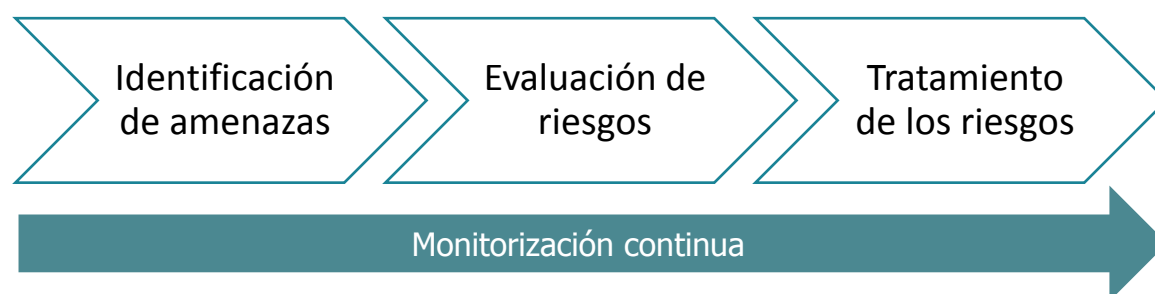 Identificación
de amenazas
Evaluación de
riesgos
Tratamiento
de los riesgos
Monitorización continua